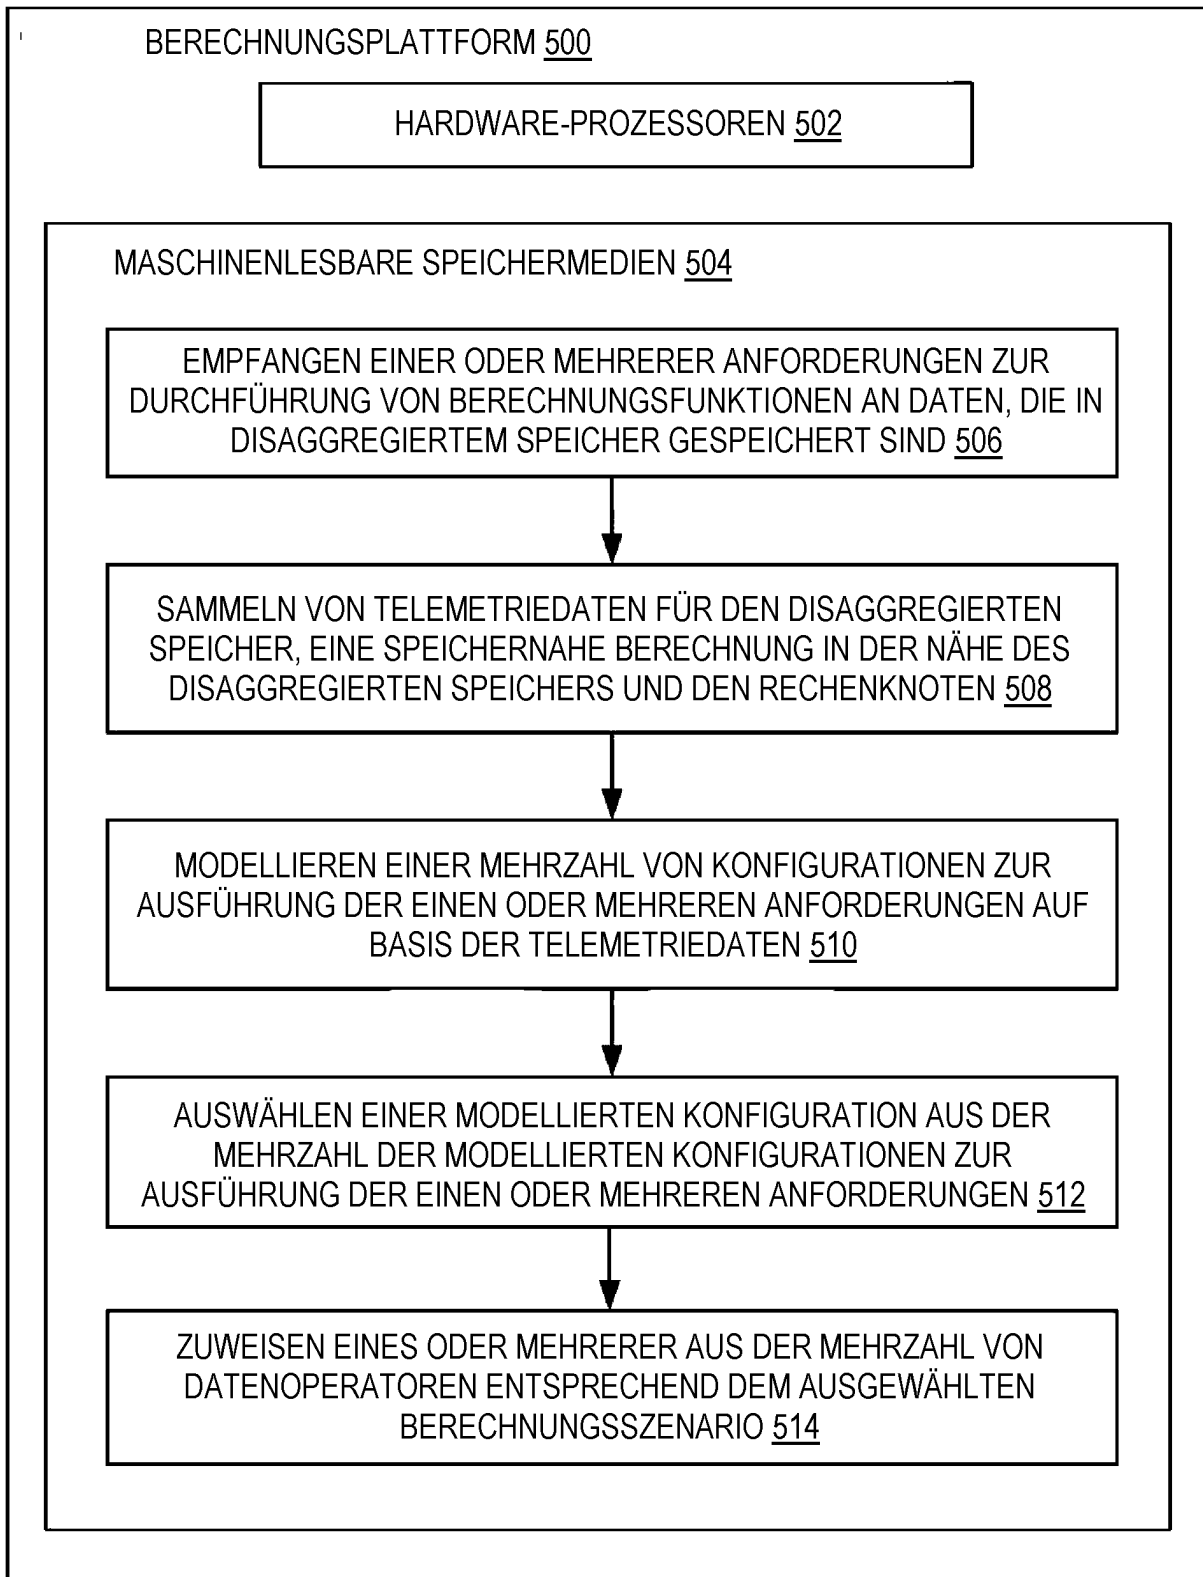 BERECHNUNGSPLATTFORM 500
HARDWARE-PROZESSOREN 502
MASCHINENLESBARE SPEICHERMEDIEN 504
EMPFANGEN EINER ODER MEHRERER ANFORDERUNGEN ZUR
DURCHFÜHRUNG VON BERECHNUNGSFUNKTIONEN AN DATEN, DIE IN
DISAGGREGIERTEM SPEICHER GESPEICHERT SIND 506
SAMMELN VON TELEMETRIEDATEN FÜR DEN DISAGGREGIERTEN
SPEICHER, EINE SPEICHERNAHE BERECHNUNG IN DER NÄHE DES
DISAGGREGIERTEN SPEICHERS UND DEN RECHENKNOTEN 508
MODELLIEREN EINER MEHRZAHL VON KONFIGURATIONEN ZUR
AUSFÜHRUNG DER EINEN ODER MEHREREN ANFORDERUNGEN AUF
BASIS DER TELEMETRIEDATEN 510
AUSWÄHLEN EINER MODELLIERTEN KONFIGURATION AUS DER
MEHRZAHL DER MODELLIERTEN KONFIGURATIONEN ZUR
AUSFÜHRUNG DER EINEN ODER MEHREREN ANFORDERUNGEN 512
ZUWEISEN EINES ODER MEHRERER AUS DER MEHRZAHL VON
DATENOPERATOREN ENTSPRECHEND DEM AUSGEWÄHLTEN
BERECHNUNGSSZENARIO 514